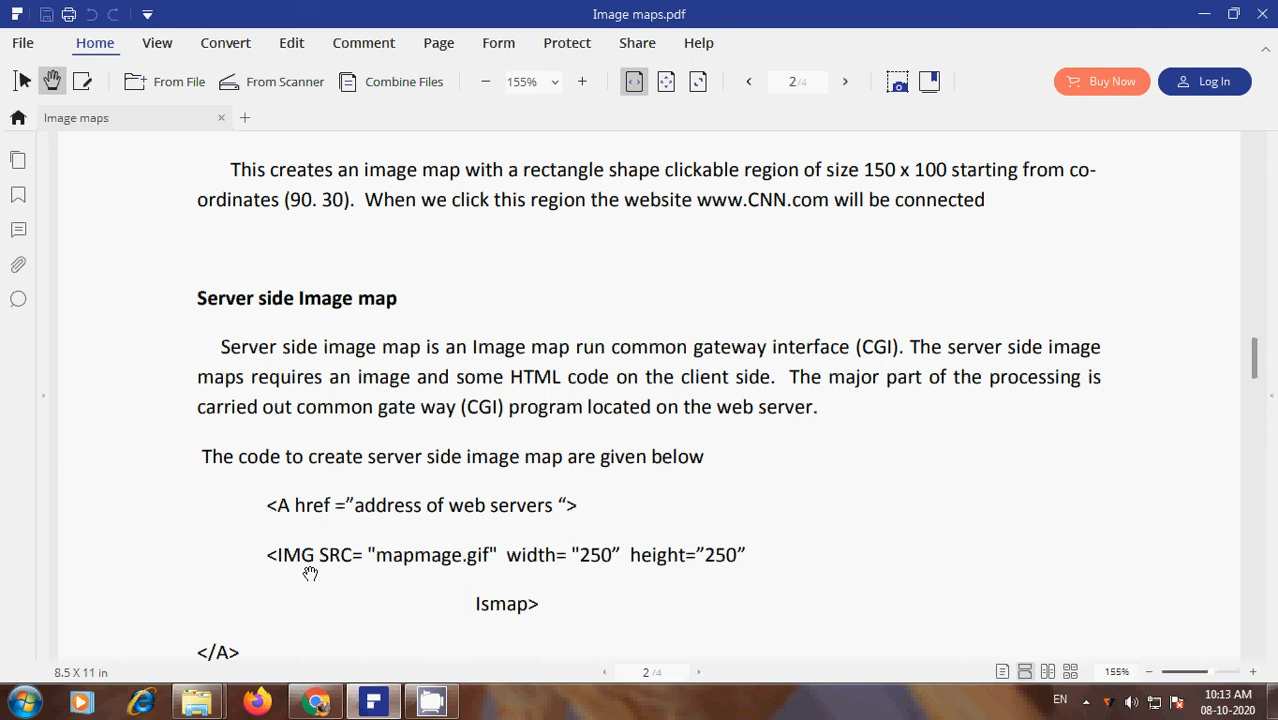 Image maps.pdf
File Home View Convert Edit Comment Page Form Protect Share Help
From File From Scanner Combine Files 155% 2/4 Buy Now Log In
Image maps
This creates an image map with a rectangle shape clickable region of size 150 x 100 starting from co-
ordinates (90. 30). When we click this region the website www.CNN.com will be connected
Server side Image map
Server side image map is an Image map run common gateway interface (CGI). The server side image
maps requires an image and some HTML code on the client side. The major part of the processing is
carried out common gate way (CGI) program located on the web server.
The code to create server side image map are given below
<A href =”address of web servers “>
<IMG SRC= "mapmage.gif" width= "250” height=”250”
Ismap>
</A>
8.5 X 11 in 2/4 155%
EN 10:13 AM
08-10-2020